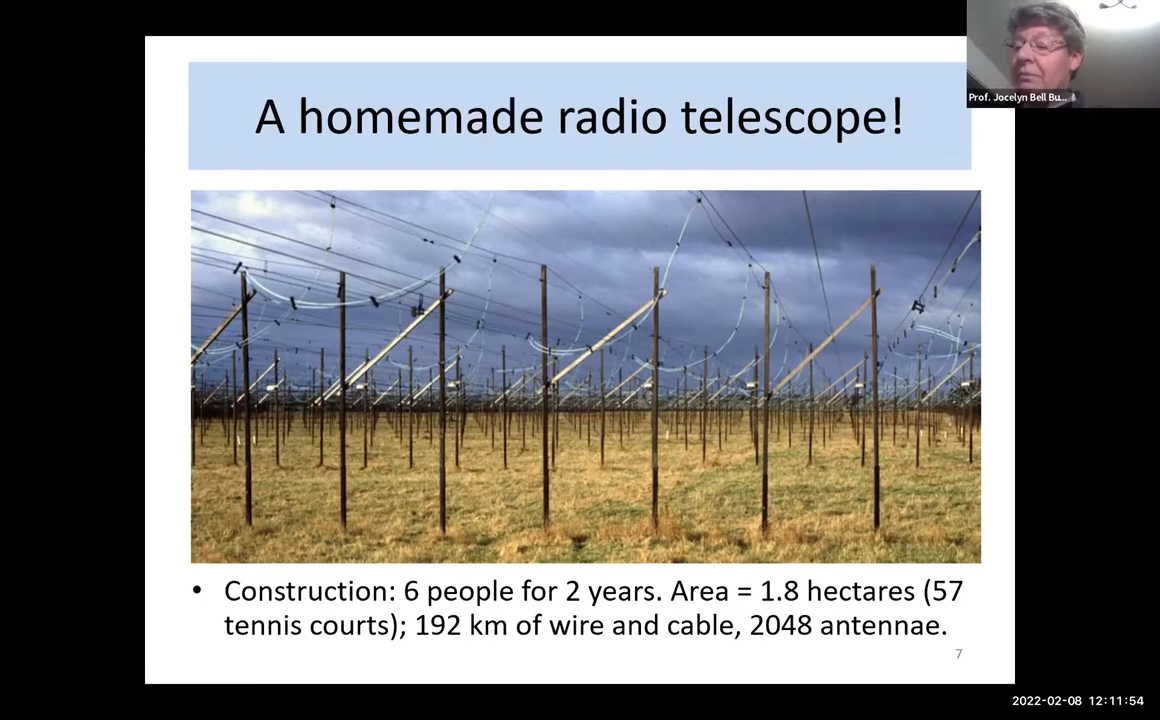 A homemade radio telescope!
Prof. Jocelyn Bell Bu...
• Construction: 6 people for 2 years. Area = 1.8 hectares (57
tennis courts); 192 km of wire and cable, 2048 antennae.
7
2022-02-08 12:11:54